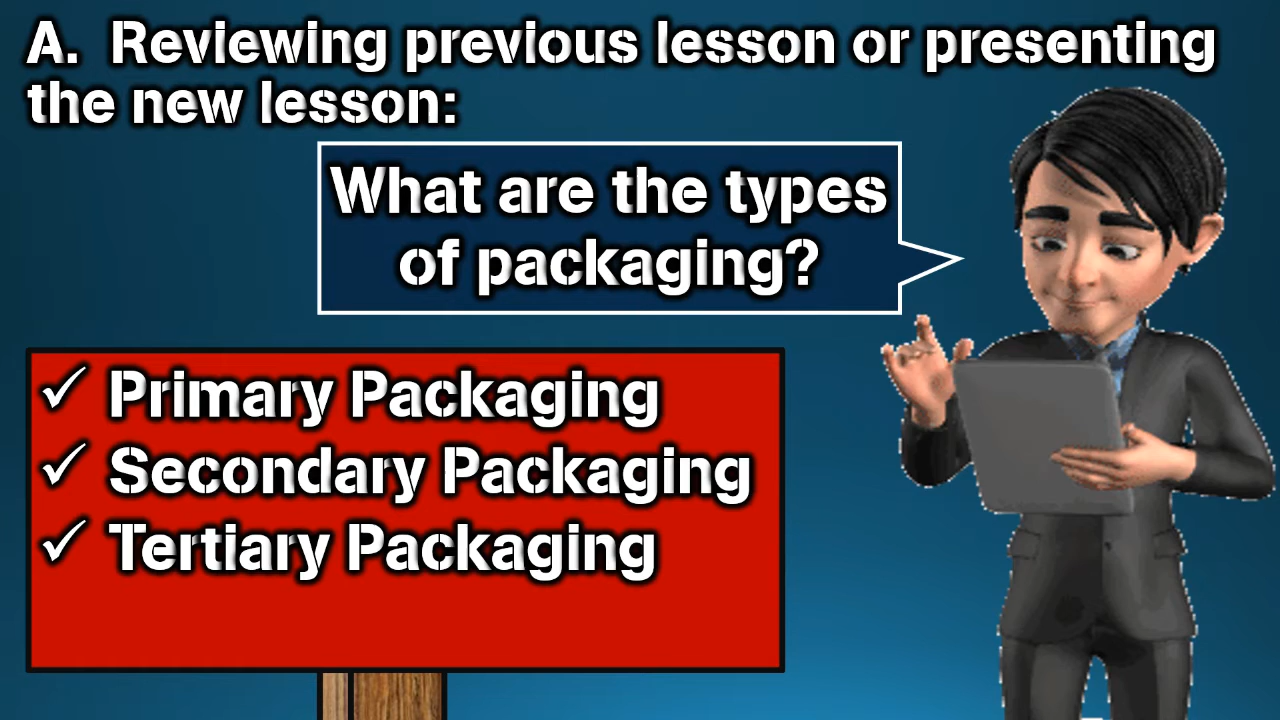 A. Reviewing previous lesson or presenting
the new lesson:
What are the types
of packaging?
✓ Primary Packaging
✓ Secondary Packaging
✓ Tertiary Packaging